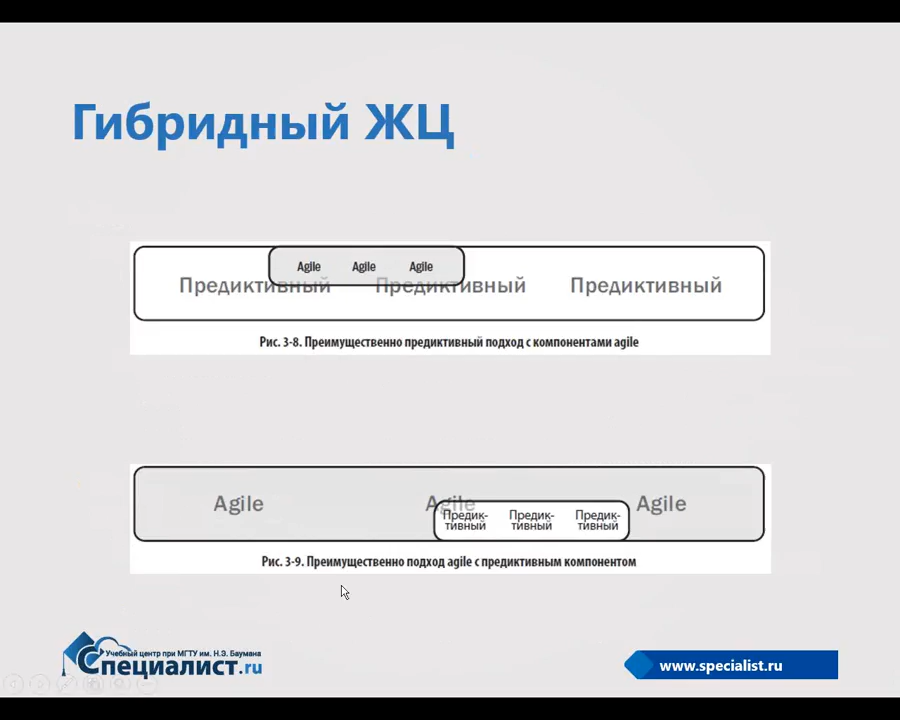 Гибридный ЖЦ
Agile Agile Agile
Предиктивный Предиктивный Предиктивный
Рис. 3-8. Преимущественно предиктивный подход с компонентами agile
Agile Agile Agile
Предик-
тивный
Предик-
тивный
Предик-
тивный
Рис. 3-9. Преимущественно подход agile с предиктивным компонентом
Учебный центр при МГТУ им. Н.Э. Баумана
Специалист.ru
www.specialist.ru